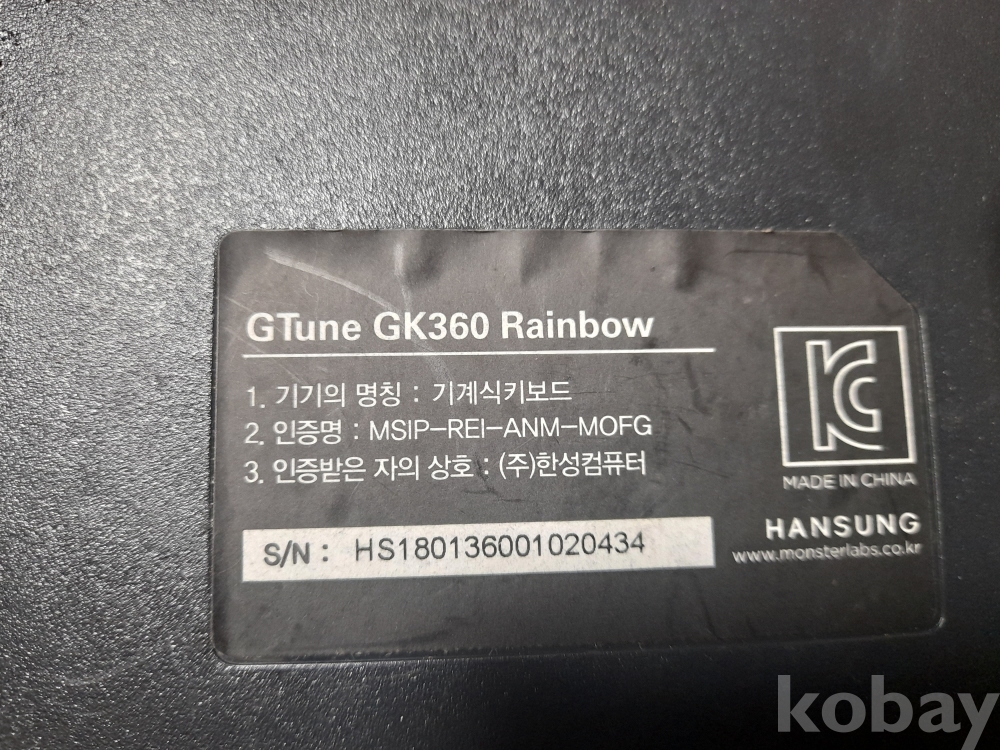 GTune GK360 Rainbow
1. 기기의 명칭 : 기계식키보드
2. 인증명 : MSIP-REI-ANM-MOFG
3. 인증받은 자의 상호 : (주)한성컴퓨터
S/N : HS180136001020434
MADE IN CHINA
HANSUNG
www.monsterlabs.co.kr
kobay